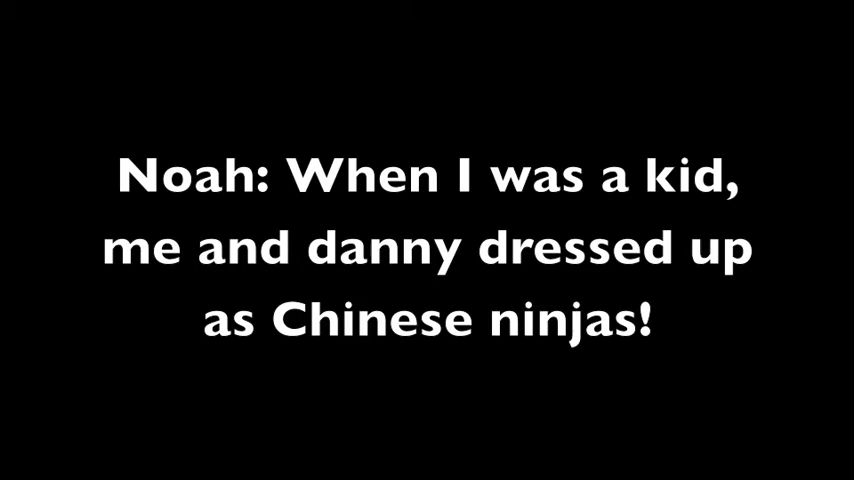 Noah: When I was a kid,
me and danny dressed up
as Chinese ninjas!